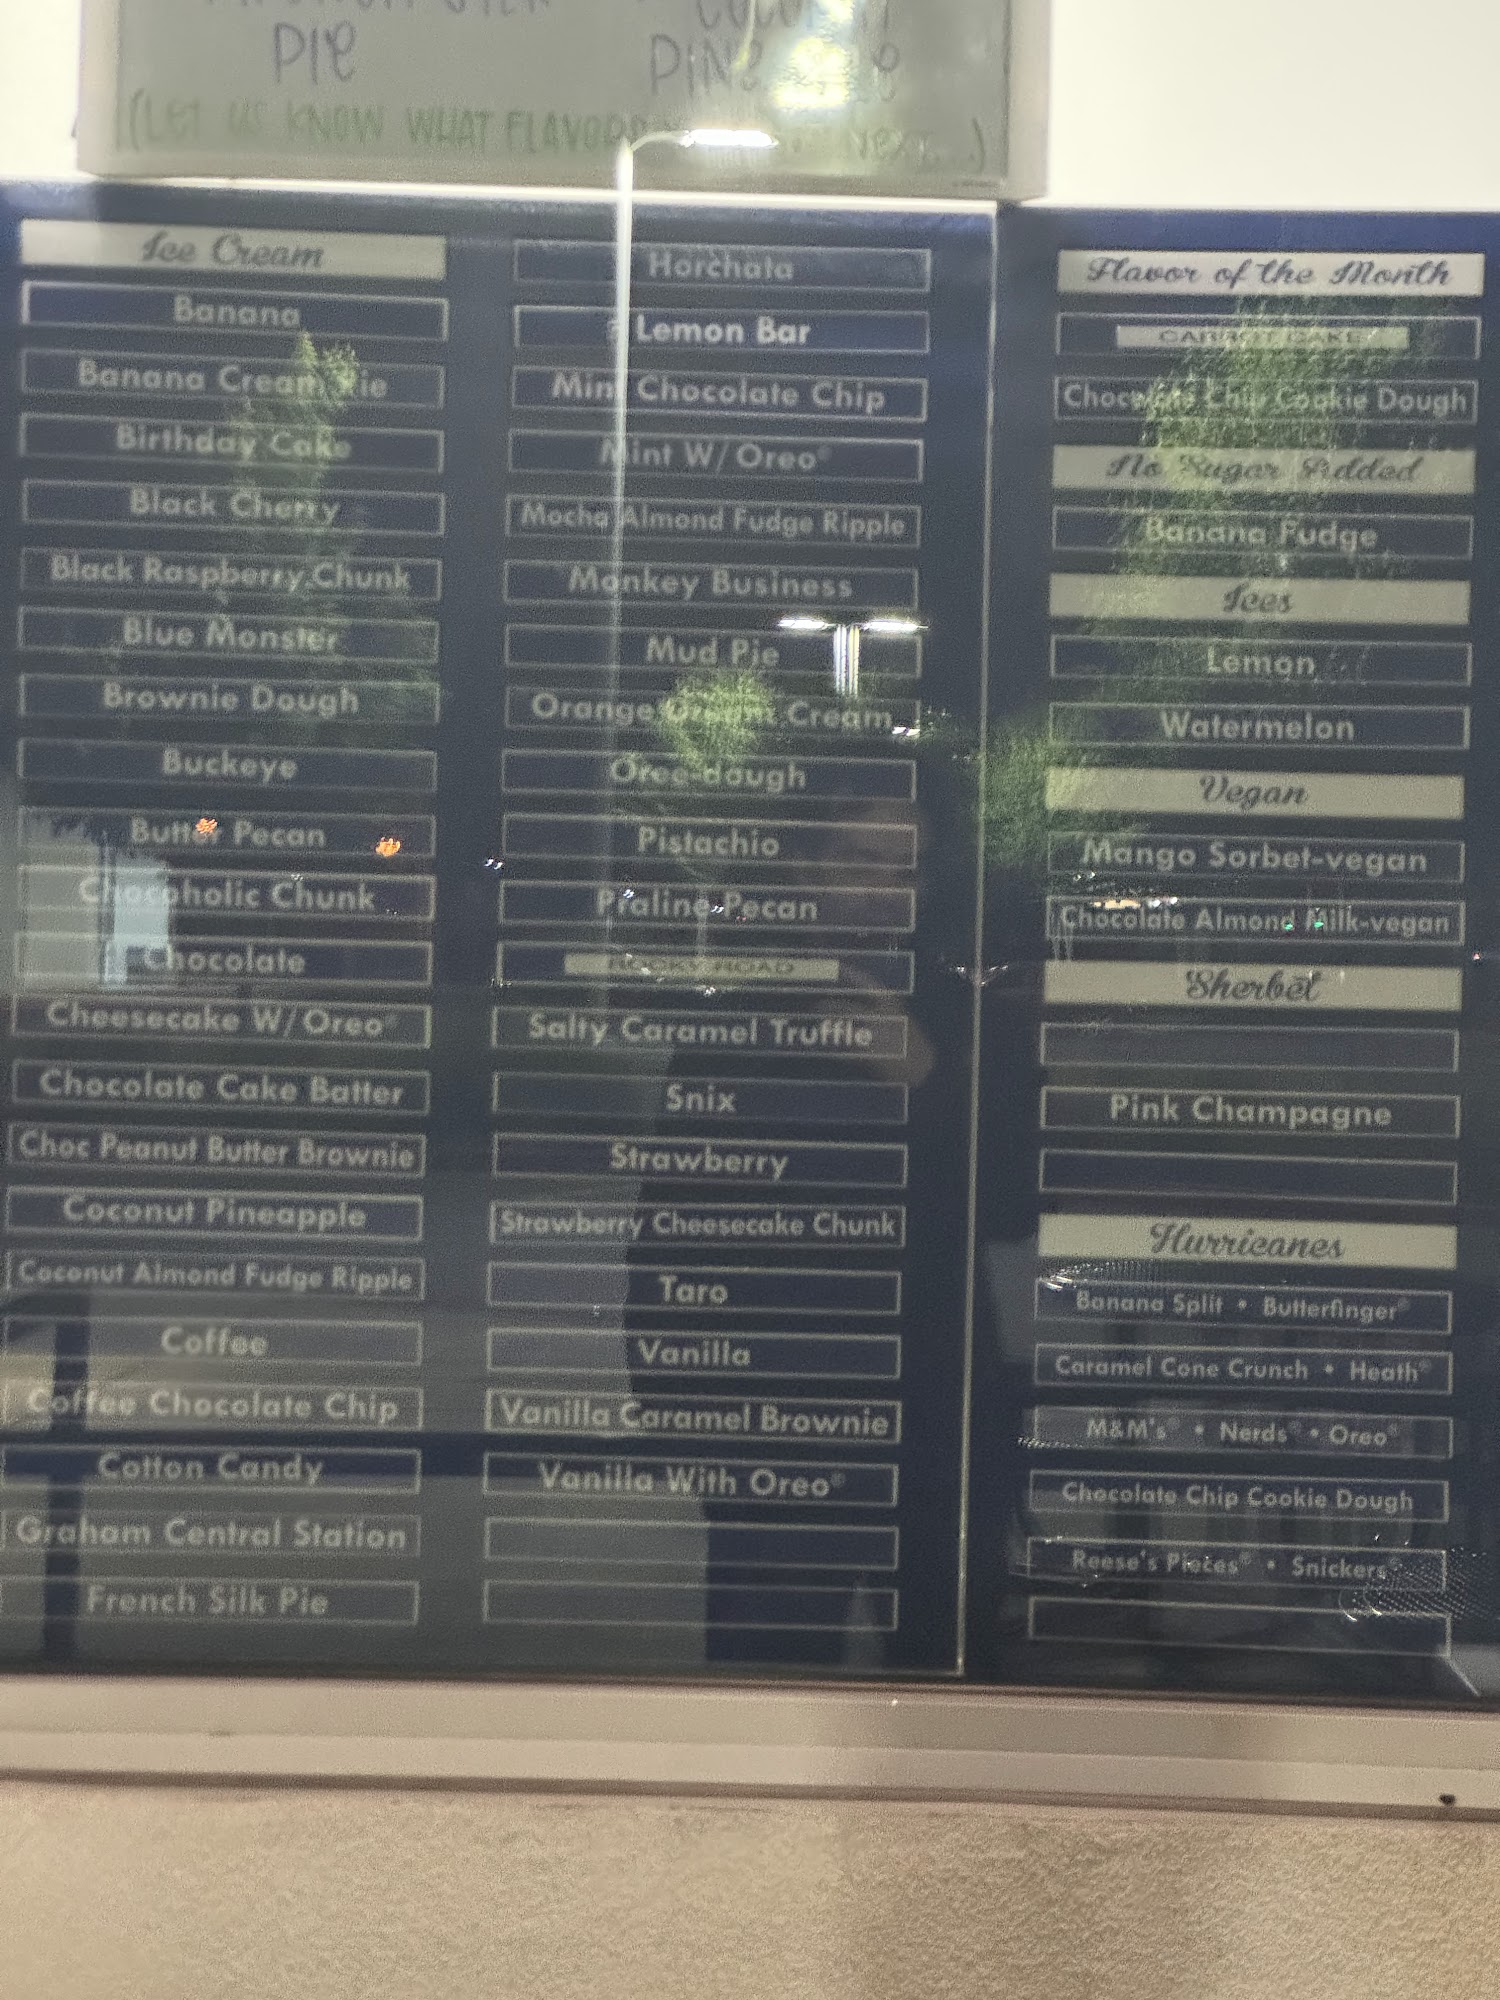 PIE
(LET US KNOW WHAT FLAVORS NEXT...)
Ice Cream
Banana
Banana Cream Pie
Birthday Cake
Black Cherry
Black Raspberry Chunk
Blue Monster
Brownie Dough
Buckeye
Butter Pecan
Chocoholic Chunk
Chocolate
Cheesecake W/Oreo®
Chocolate Cake Batter
Choc Peanut Butter Brownie
Coconut Pineapple
Coconut Almond Fudge Ripple
Coffee
Coffee Chocolate Chip
Cotton Candy
Graham Central Station
French Silk Pie
Horchata
Lemon Bar
Mint Chocolate Chip
Mint W/Oreo®
Mocha Almond Fudge Ripple
Monkey Business
Mud Pie
Orange Cream
Oreo-daugh
Pistachio
Praline Pecan
ROCKY ROAD
Salty Caramel Truffle
Snix
Strawberry
Strawberry Cheesecake Chunk
Taro
Vanilla
Vanilla Caramel Brownie
Vanilla With Oreo®
Flavor of the Month
CARROT CAKE
Chocolate Chip Cookie Dough
No Sugar Added
Banana Fudge
Ices
Lemon
Watermelon
Vegan
Mango Sorbet-vegan
Chocolate Almond Milk-vegan
Sherbet
Pink Champagne
Hurricanes
Banana Split • Butterfinger®
Caramel Cone Crunch • Heath®
M&M's® • Nerds® • Oreo®
Chocolate Chip Cookie Dough
Reese's Pieces® • Snickers®